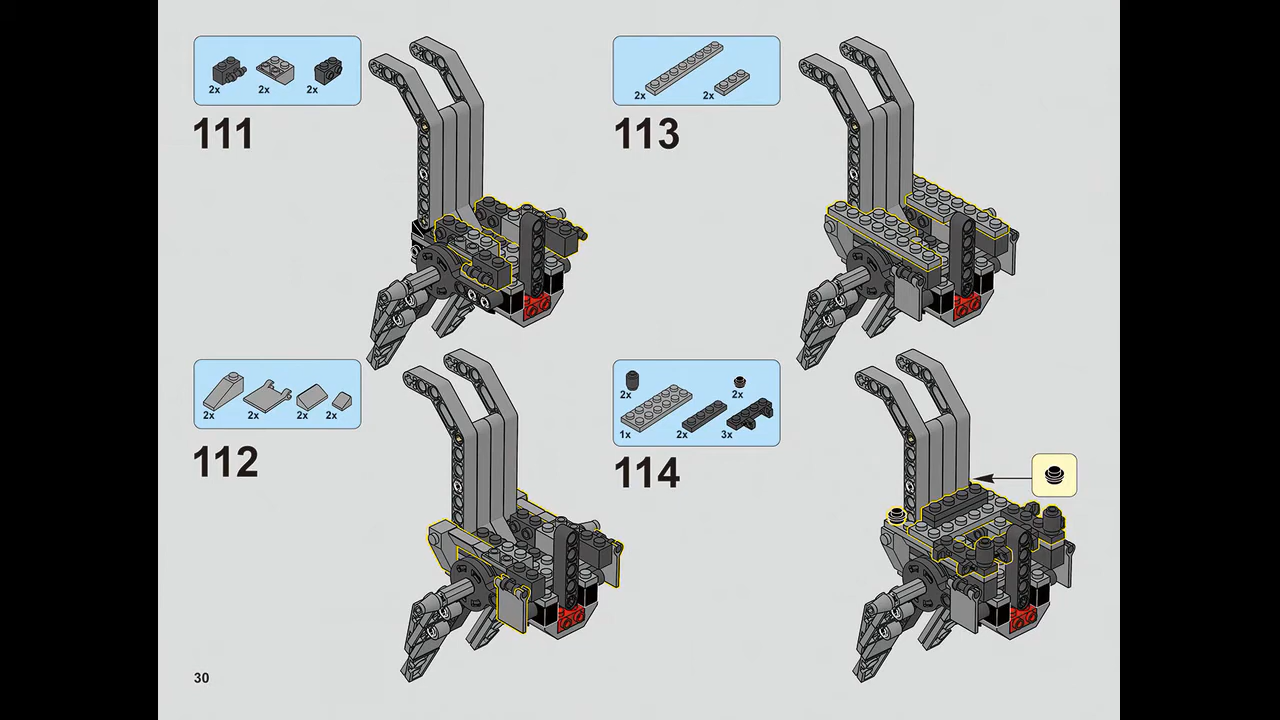 2x 2x 2x
111
2x 2x
113
2x 2x 2x 2x
112
2x 2x
1x 2x 3x
114
30